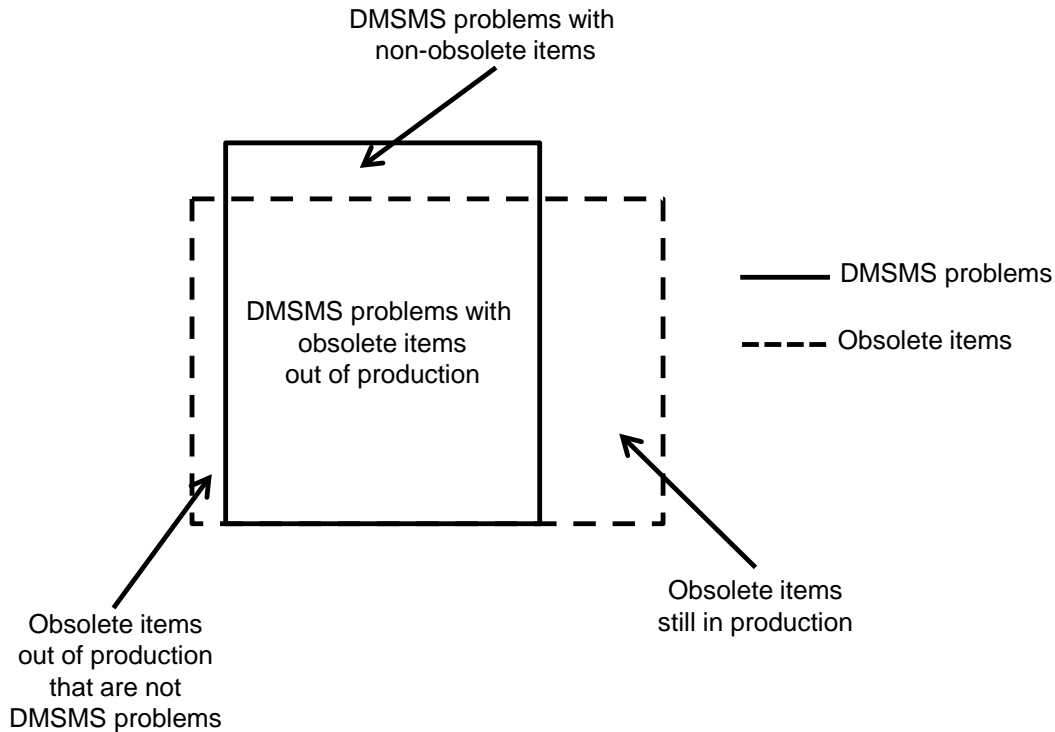 DMSMS problems with
non-obsolete items
DMSMS problems
DMSMS problems with
obsolete items
out of production
Obsolete items
Obsolete items
still in production
Obsolete items
out of production
that are not
DMSMS problems